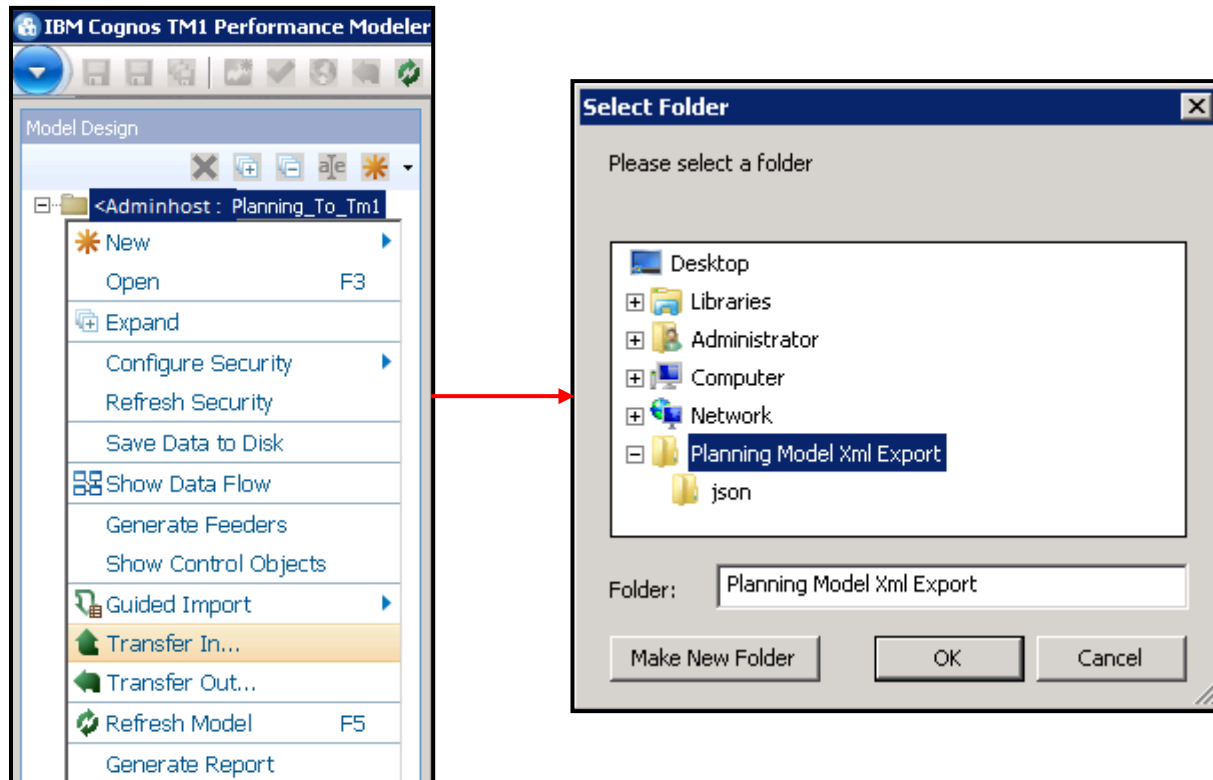 IBM Cognos TM1 Performance Modeler
Model Design
a|e
<Adminhost : Planning_To_Tm1
New
Open F3
Expand
Configure Security
Refresh Security
Save Data to Disk
Show Data Flow
Generate Feeders
Show Control Objects
Guided Import
Transfer In...
Transfer Out...
Refresh Model F5
Generate Report
Select Folder
Please select a folder
Desktop
Libraries
Administrator
Computer
Network
Planning Model Xml Export
json
Folder: Planning Model Xml Export
Make New Folder OK Cancel